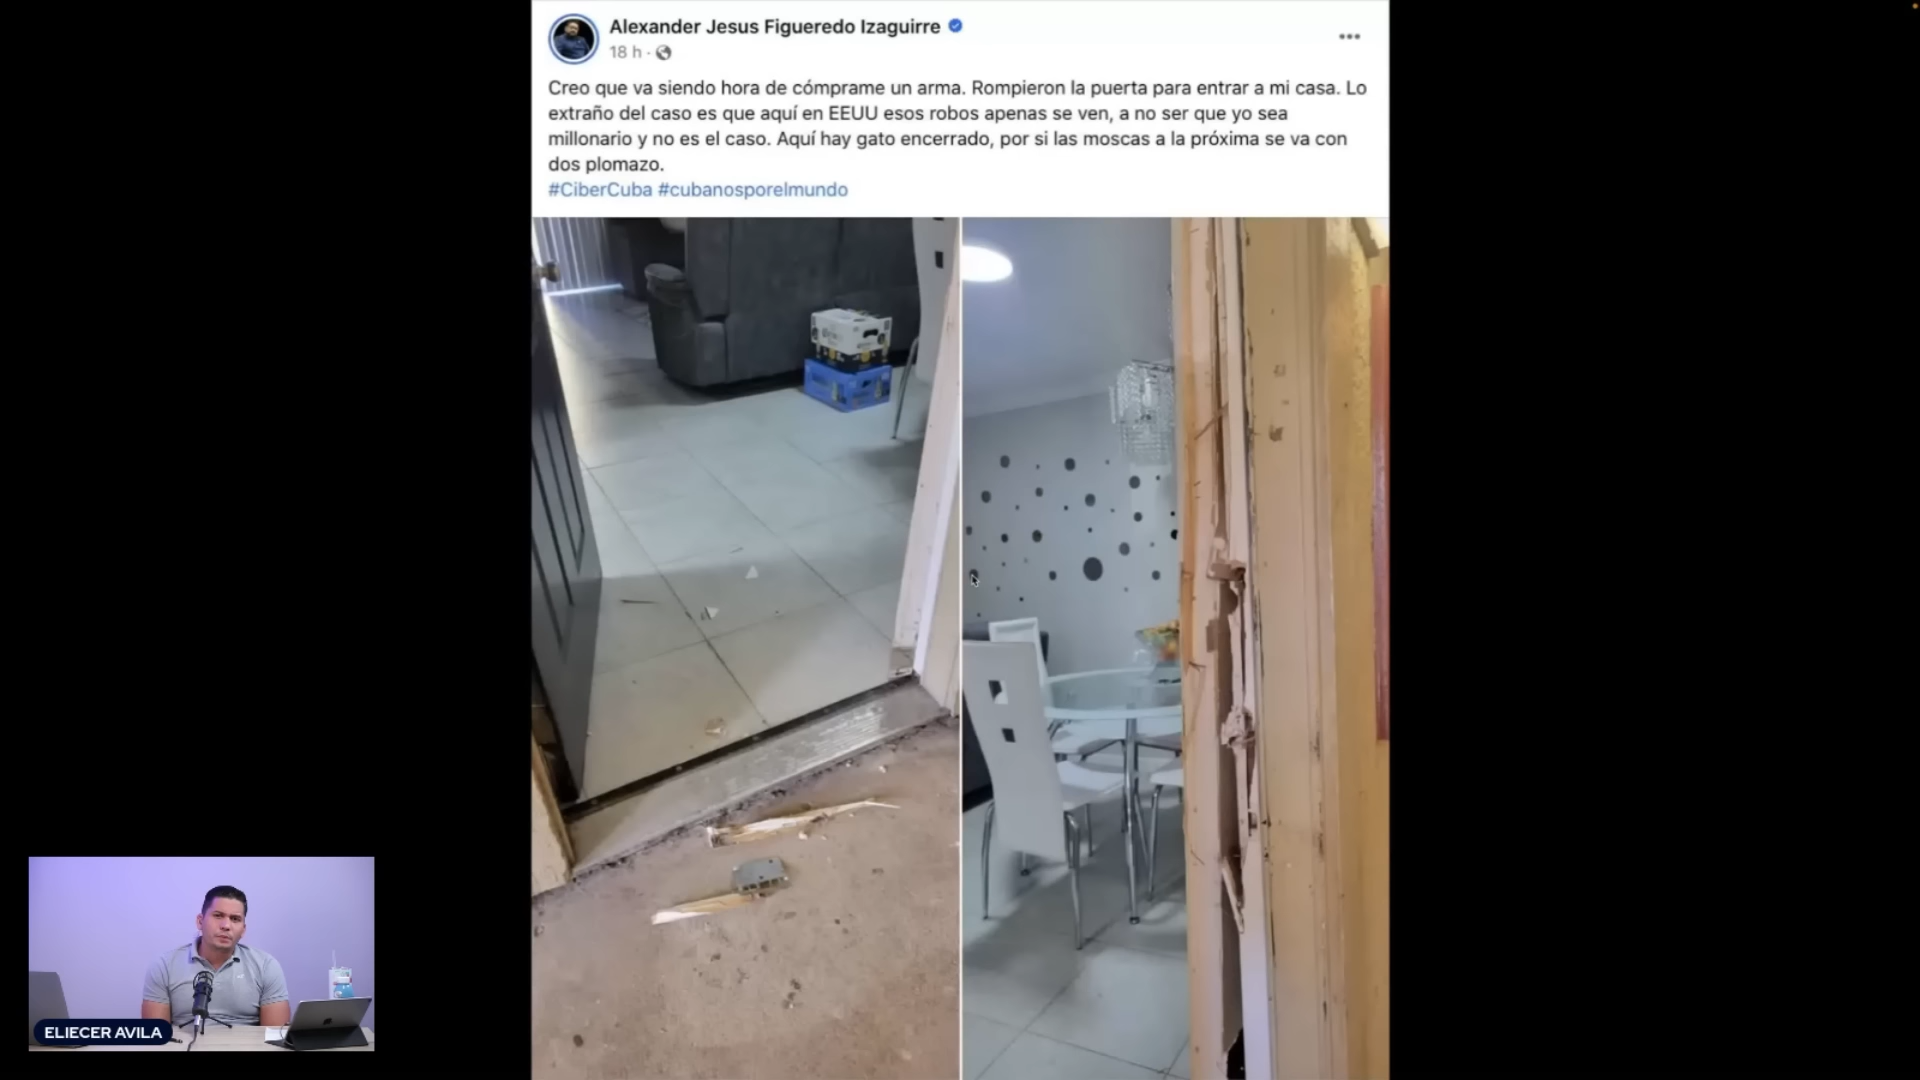 Alexander Jesus Figueredo Izaguirre
18 h ·
Creo que va siendo hora de cómprame un arma. Rompieron la puerta para entrar a mi casa. Lo
extraño del caso es que aquí en EEUU esos robos apenas se ven, a no ser que yo sea
millonario y no es el caso. Aquí hay gato encerrado, por si las moscas a la próxima se va con
dos plomazo.
#CiberCuba #cubanosporelmundo
ELIECER AVILA